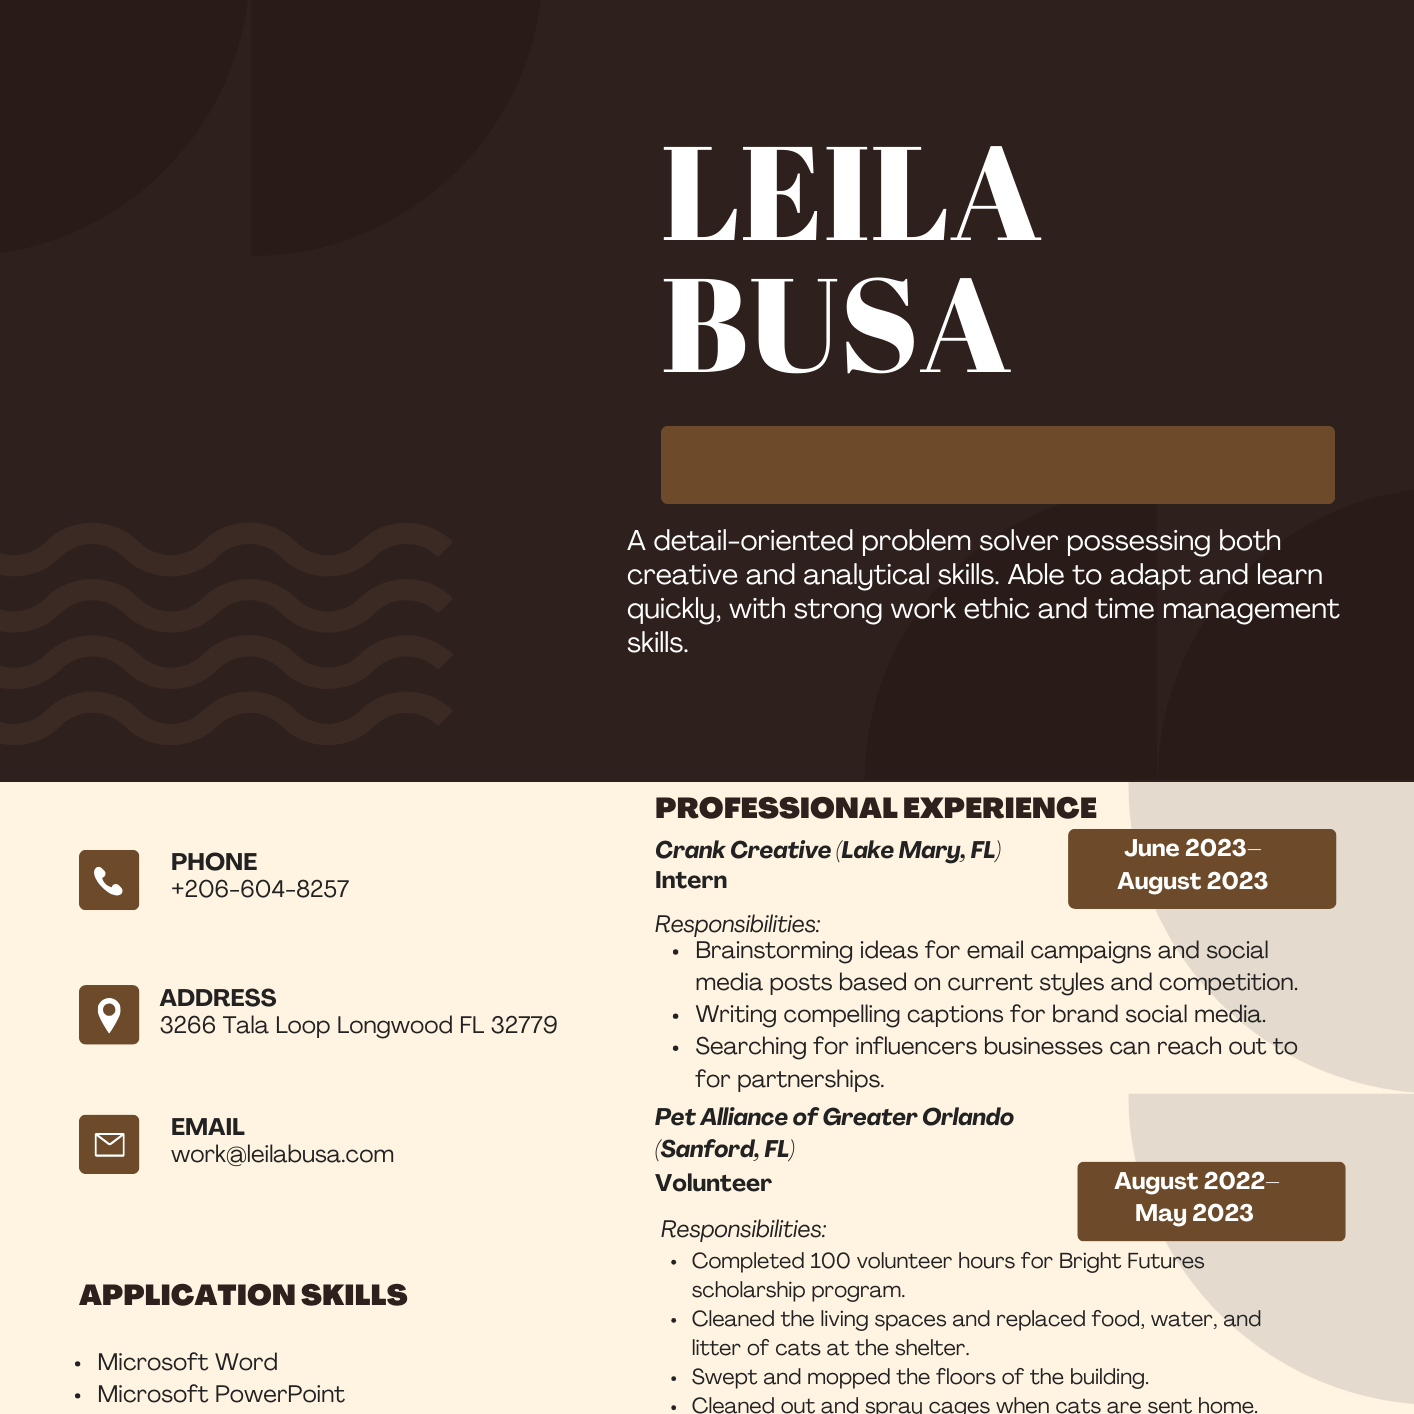 LEILA
BUSA
A detail-oriented problem solver possessing both
creative and analytical skills. Able to adapt and learn
quickly, with strong work ethic and time management
skills.
PHONE
+206-604-8257
ADDRESS
3266 Tala Loop Longwood FL 32779
EMAIL
work@leilabusa.com
APPLICATION SKILLS
• Microsoft Word
• Microsoft PowerPoint
PROFESSIONAL EXPERIENCE
Crank Creative (Lake Mary, FL)
Intern
June 2023–
August 2023
Responsibilities:
• Brainstorming ideas for email campaigns and social
media posts based on current styles and competition.
• Writing compelling captions for brand social media.
• Searching for influencers businesses can reach out to
for partnerships.
Pet Alliance of Greater Orlando
(Sanford, FL)
Volunteer
August 2022–
May 2023
Responsibilities:
• Completed 100 volunteer hours for Bright Futures
scholarship program.
• Cleaned the living spaces and replaced food, water, and
litter of cats at the shelter.
• Swept and mopped the floors of the building.
• Cleaned out and spray cages when cats are sent home.